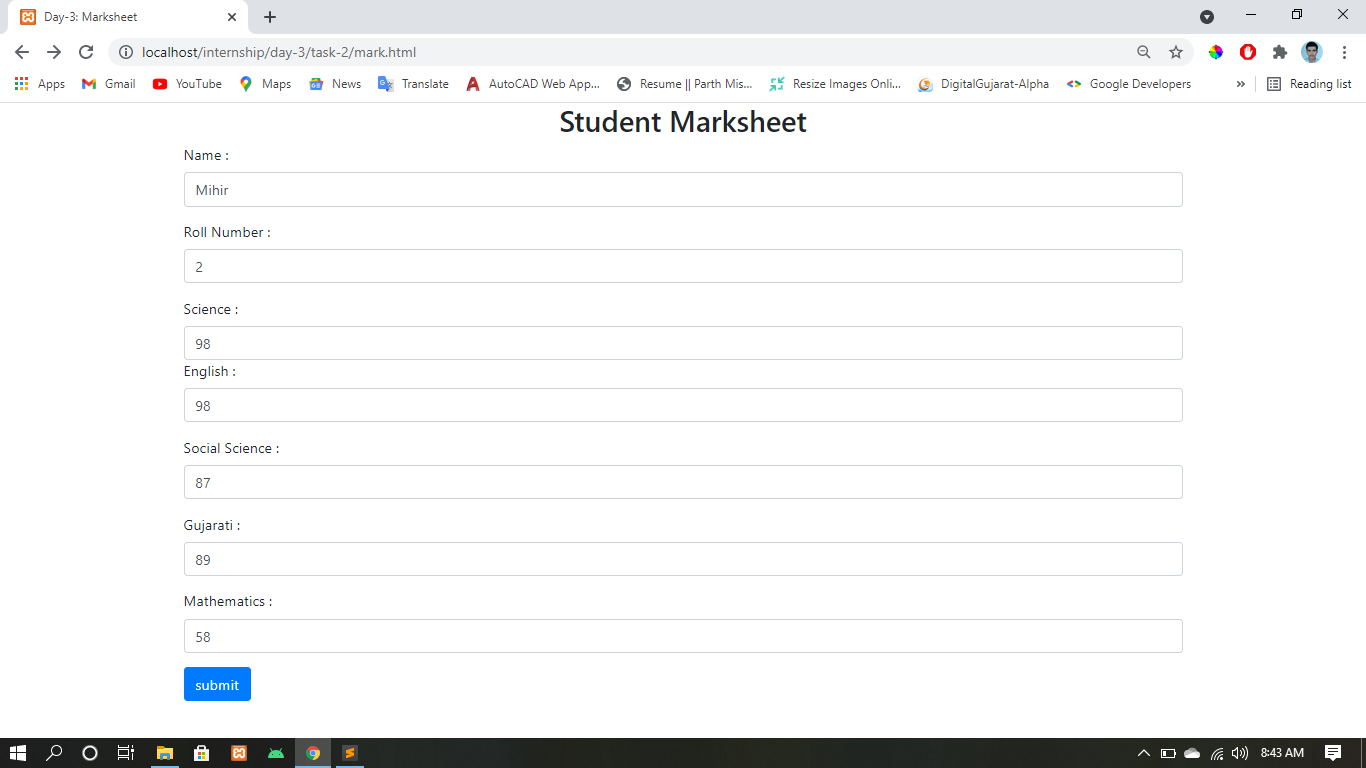 Day-3: Marksheet
localhost/internship/day-3/task-2/mark.html
Apps Gmail YouTube Maps News Translate AutoCAD Web App... Resume || Parth Mis... Resize Images Onli... DigitalGujarat-Alpha Google Developers » Reading list
Student Marksheet
Name :
Mihir
Roll Number :
2
Science :
98
English :
98
Social Science :
87
Gujarati :
89
Mathematics :
58
submit
8:43 AM